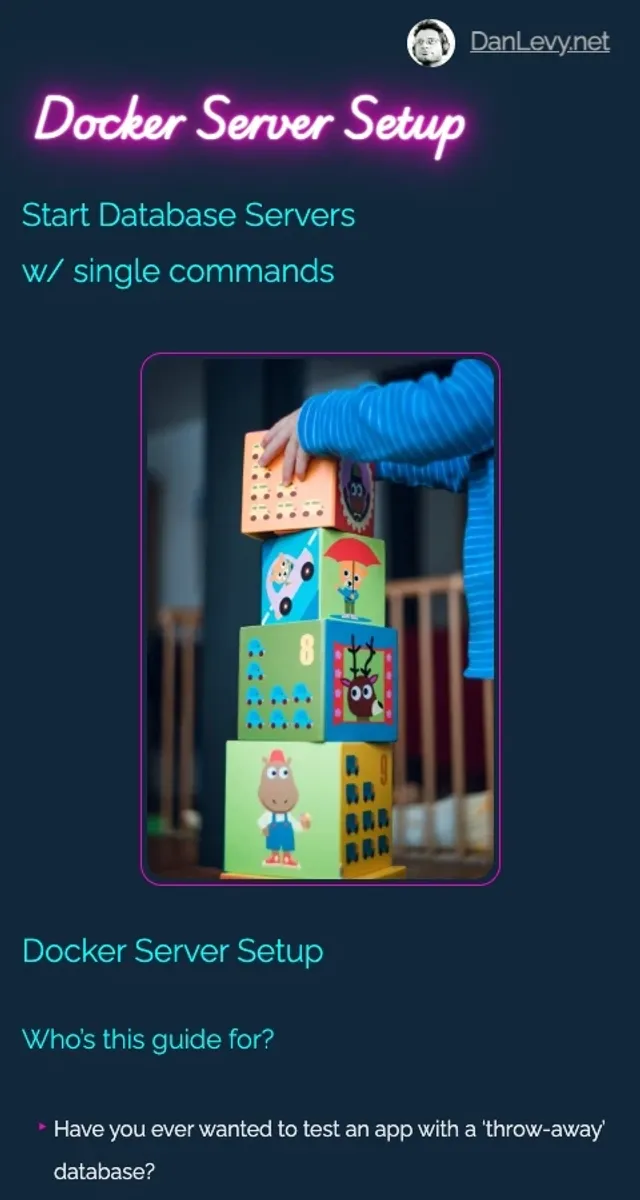 DanLevy.net
Docker Server Setup
Start Database Servers
w/ single commands
8
9
Docker Server Setup
Who's this guide for?
Have you ever wanted to test an app with a 'throw-away'
database?